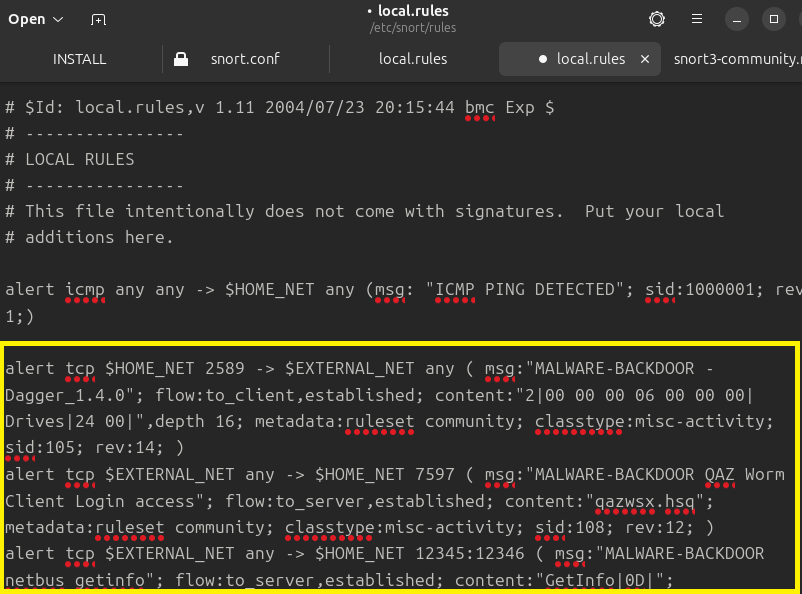 Open
• local.rules
/etc/snort/rules
INSTALL
snort.conf
local.rules
local.rules
snort3-community.r
# $Id: local.rules,v 1.11 2004/07/23 20:15:44 bmc Exp $
# ----------------
# LOCAL RULES
# ----------------
# This file intentionally does not come with signatures.  Put your local
# additions here.
alert icmp any any -> $HOME_NET any (msg: "ICMP PING DETECTED"; sid:1000001; rev
1;)
alert tcp $HOME_NET 2589 -> $EXTERNAL_NET any ( msg:"MALWARE-BACKDOOR -
Dagger_1.4.0"; flow:to_client,established; content:"2|00 00 00 06 00 00 00|
Drives|24 00|",depth 16; metadata:ruleset community; classtype:misc-activity;
sid:105; rev:14; )
alert tcp $EXTERNAL_NET any -> $HOME_NET 7597 ( msg:"MALWARE-BACKDOOR QAZ Worm
Client Login access"; flow:to_server,established; content:"qazwsx.hsq";
metadata:ruleset community; classtype:misc-activity; sid:108; rev:12; )
alert tcp $EXTERNAL_NET any -> $HOME_NET 12345:12346 ( msg:"MALWARE-BACKDOOR
netbus getinfo"; flow:to_server,established; content:"GetInfo|0D|";